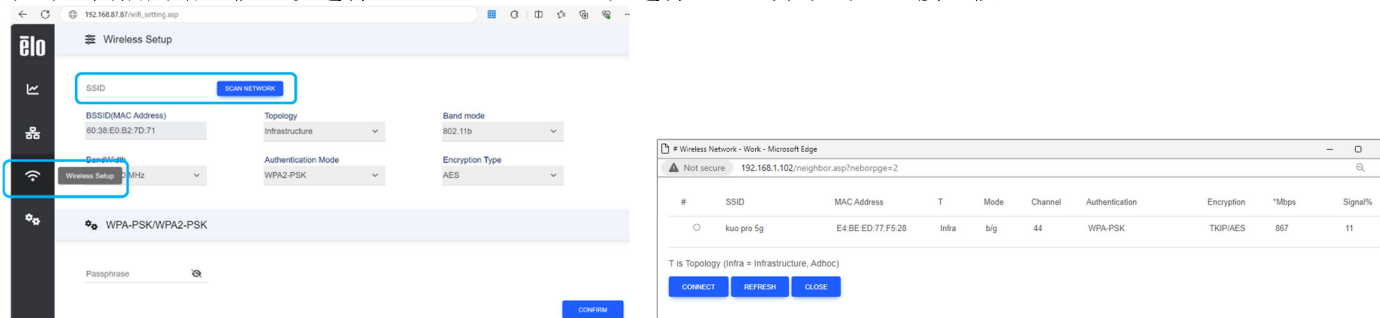 192.168.87.87/wifi_setting.asp
ēlo
Wireless Setup
SSID
SCAN NETWORK
BSSID(MAC Address)
Topology
Band mode
60:38:E0:B2:7D:71
Infrastructure
802.11b
BandWidth
Authentication Mode
Encryption Type
Wireless Setup
MHz
WPA2-PSK
AES
WPA-PSK/WPA2-PSK
Passphrase
CONFIRM
# Wireless Network - Work - Microsoft Edge
Not secure 192.168.1.102/neighbor.asp?neborpge=2
# SSID MAC Address T Mode Channel Authentication Encryption *Mbps Signal%
kuo pro 5g E4:BE:ED:77:F5:28 Infra b/g 44 WPA-PSK TKIP/AES 867 11
T is Topology (Infra = Infrastructure, Adhoc)
CONNECT REFRESH CLOSE